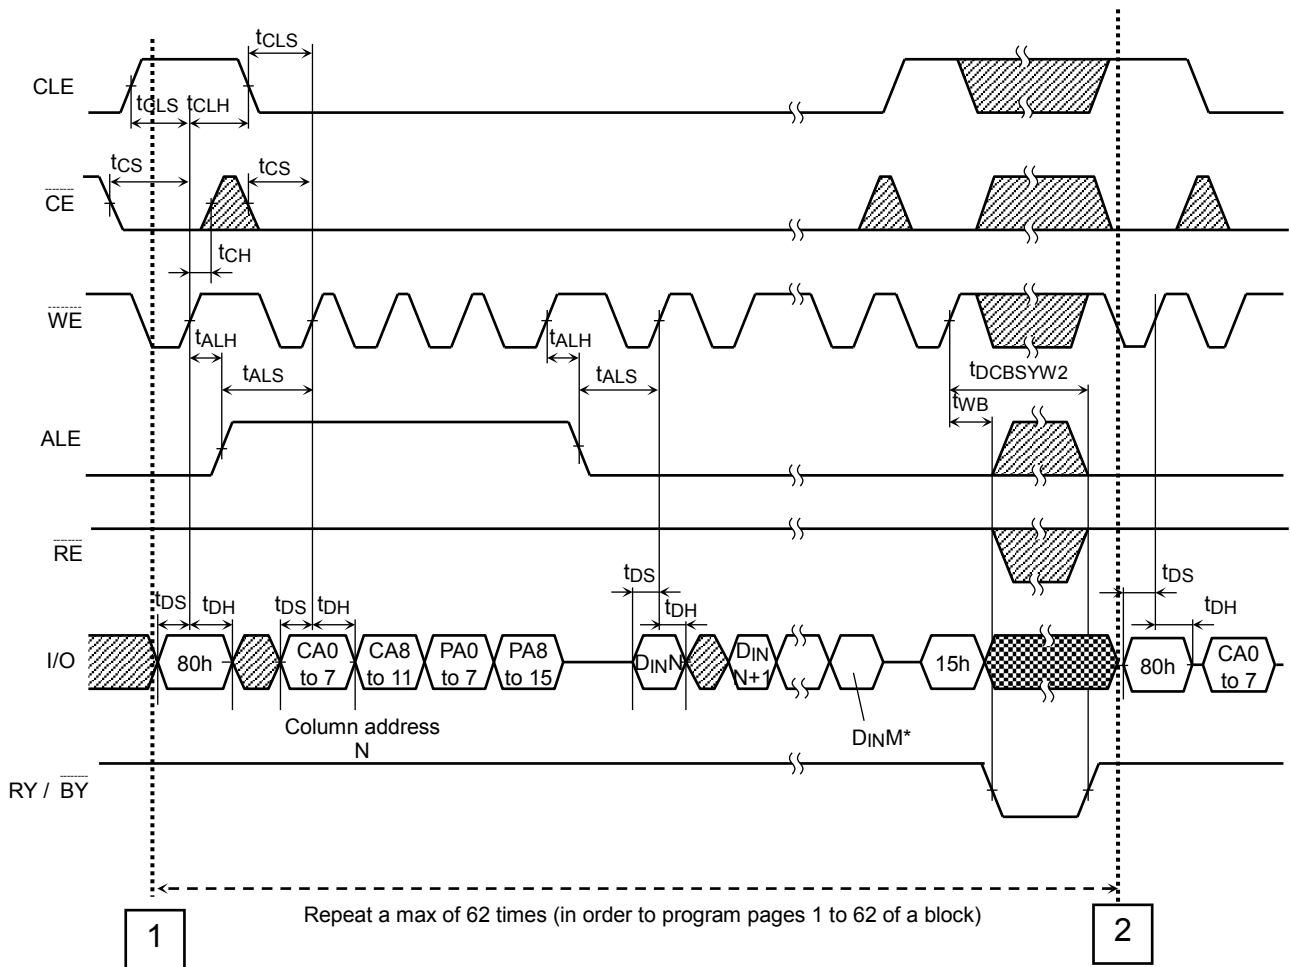 tCLS
CLE
tCLS tCLH
tCS tCS
CE
tCH
WE
tALH tALH
tALS tALS tDCBSYW2
tWB
ALE
RE
tDS tDS
tDS tDH tDS tDH tDH tDH
I/O 80h CA0 to 7 CA8 to 11 PA0 to 7 PA8 to 15 DINN DIN N+1 15h 80h CA0 to 7
Column address
N
DINM*
RY / BY
Repeat a max of 62 times (in order to program pages 1 to 62 of a block)
1 2